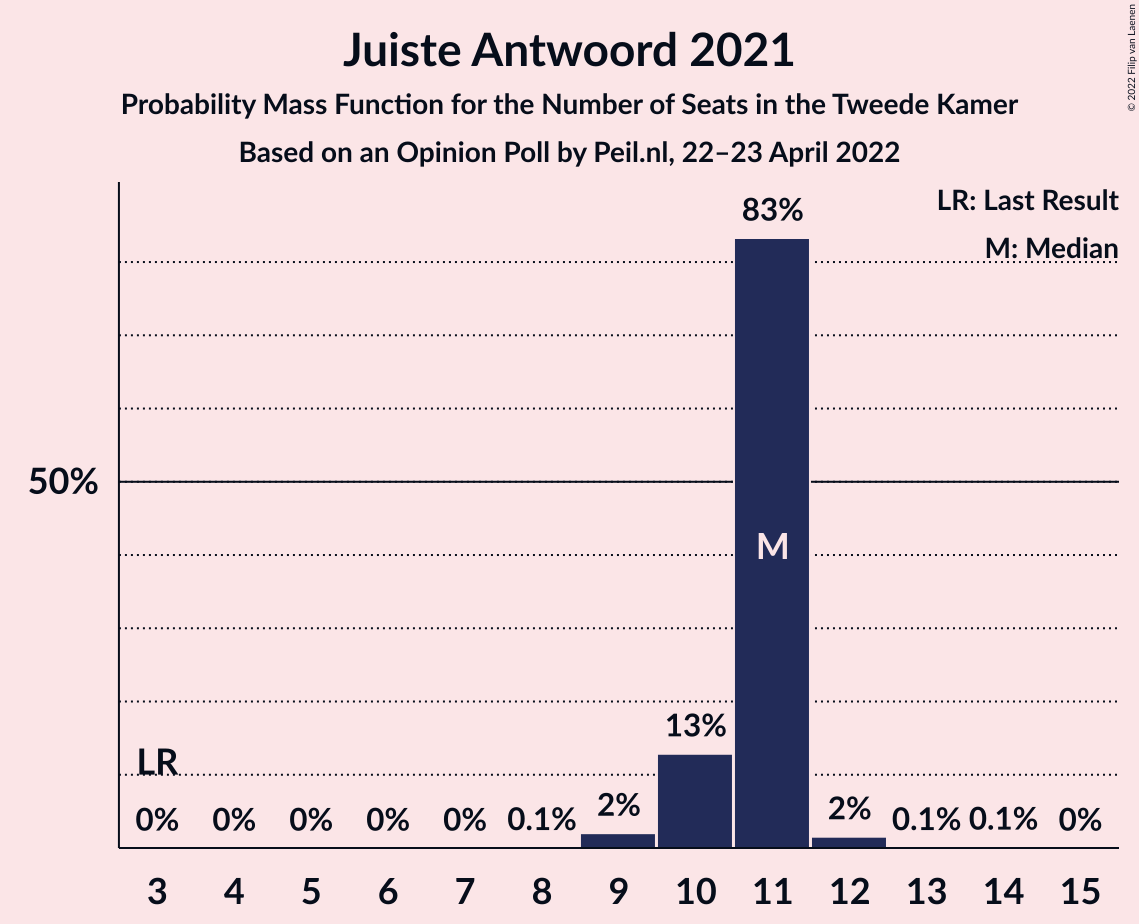 Juiste Antwoord 2021
Probability Mass Function for the Number of Seats in the Tweede Kamer
Based on an Opinion Poll by Peil.nl, 22–23 April 2022
© 2022 Filip van Laenen
LR: Last Result
M: Median
83%
50%
M
13%
LR
0% 0% 0% 0% 0% 0.1% 2% 2% 0.1% 0.1% 0%
3 4 5 6 7 8 9 10 11 12 13 14 15